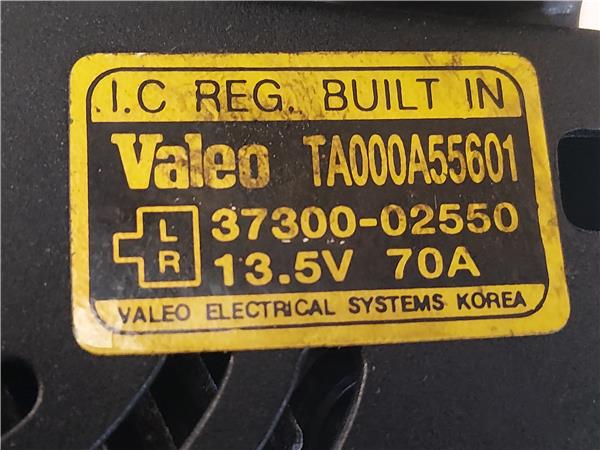 I.C REG. BUILT IN
Valeo TA000A55601
L
R
37300-02550
13.5V 70A
VALEO ELECTRICAL SYSTEMS KOREA